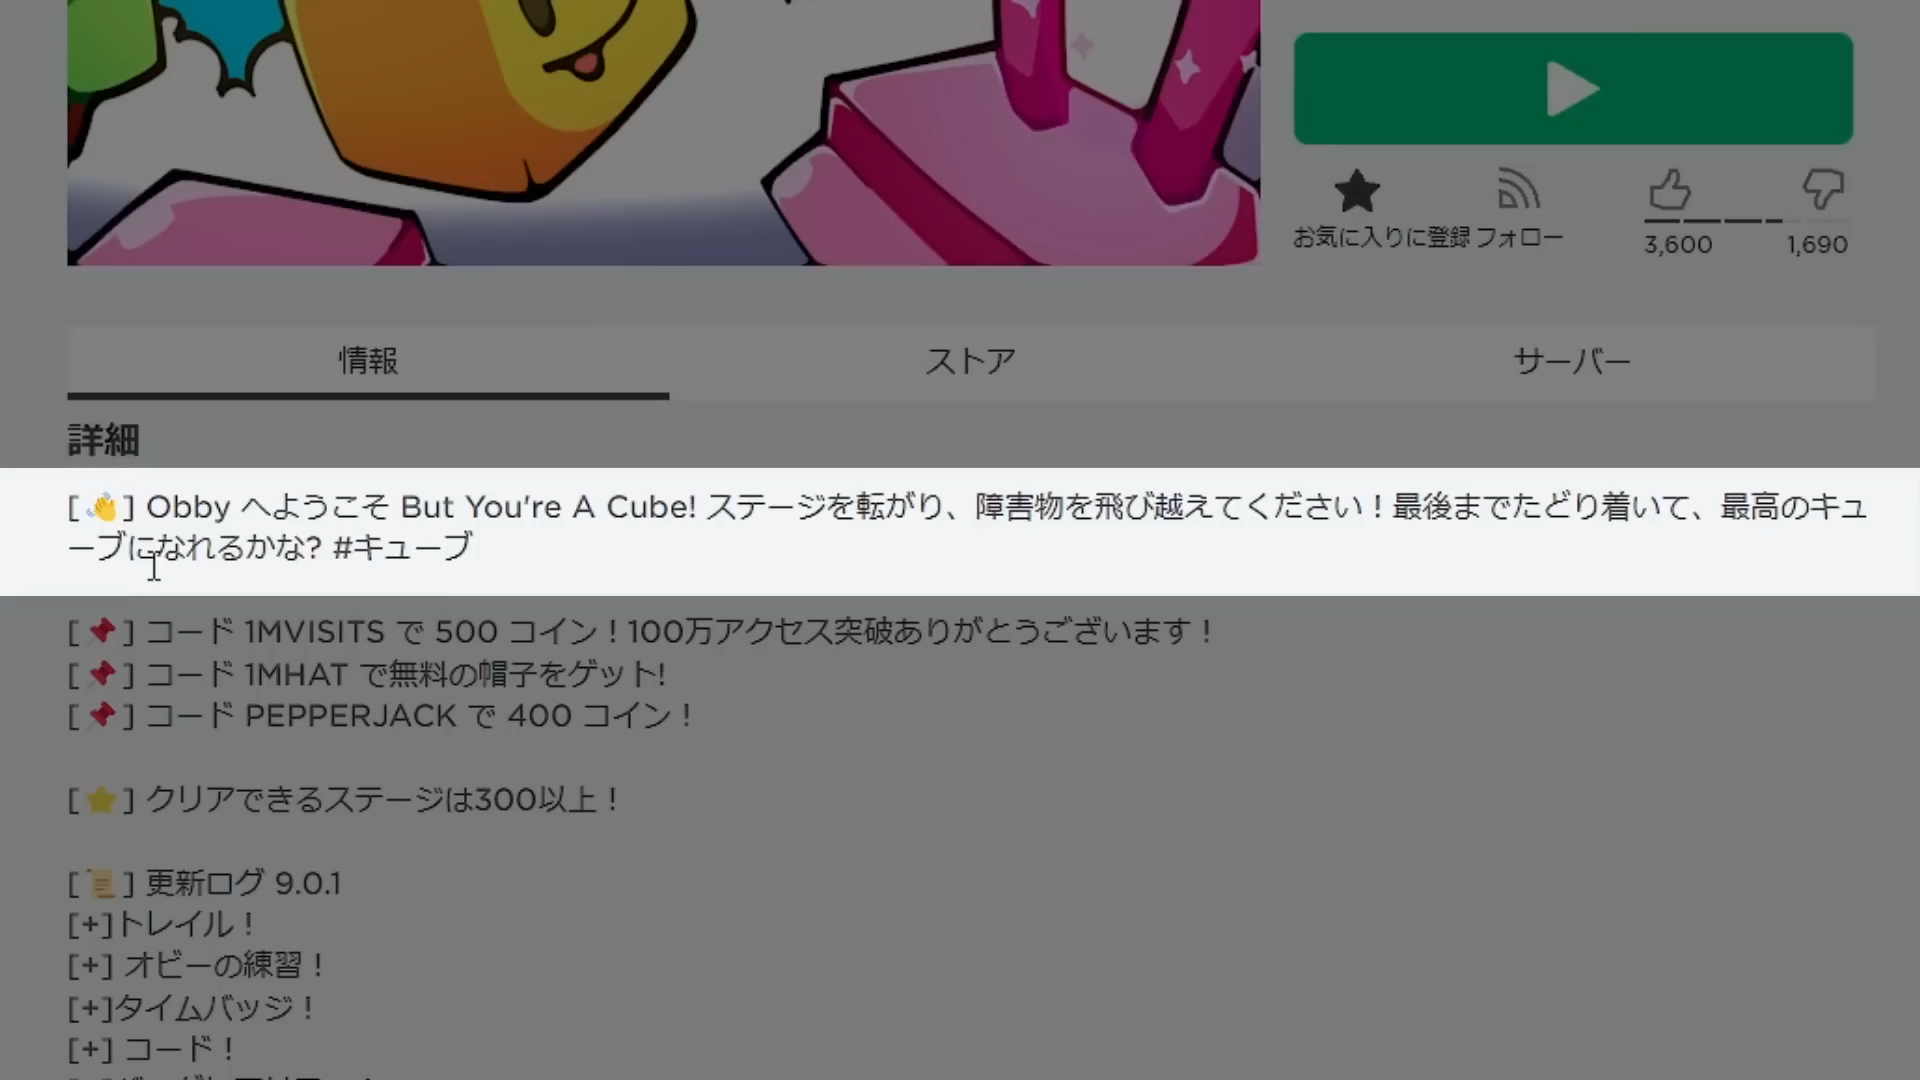 お気に入りに登録 フォロー
3,600 1,690
情報 ストア サーバー
詳細
[👋] Obby へようこそ But You're A Cube! ステージを転がり、障害物を飛び越えてください！最後までたどり着いて、最高のキュ
ーブになれるかな? #キューブ
[📌] コード 1MVISITS で 500 コイン！100万アクセス突破ありがとうございます！
[📌] コード 1MHAT で無料の帽子をゲット!
[📌] コード PEPPERJACK で 400 コイン！
[⭐] クリアできるステージは300以上！
[📜] 更新ログ 9.0.1
[+]トレイル！
[+] オビーの練習！
[+]タイムバッジ！
[+] コード！